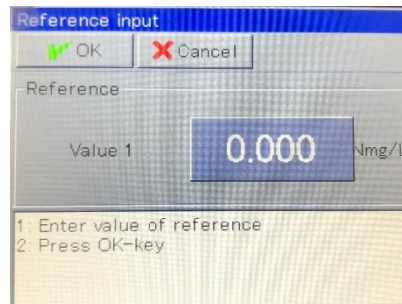 Reference input
OK
Cancel
Reference
Value 1
0.000
Nmg/l
1: Enter value of reference
2: Press OK-key